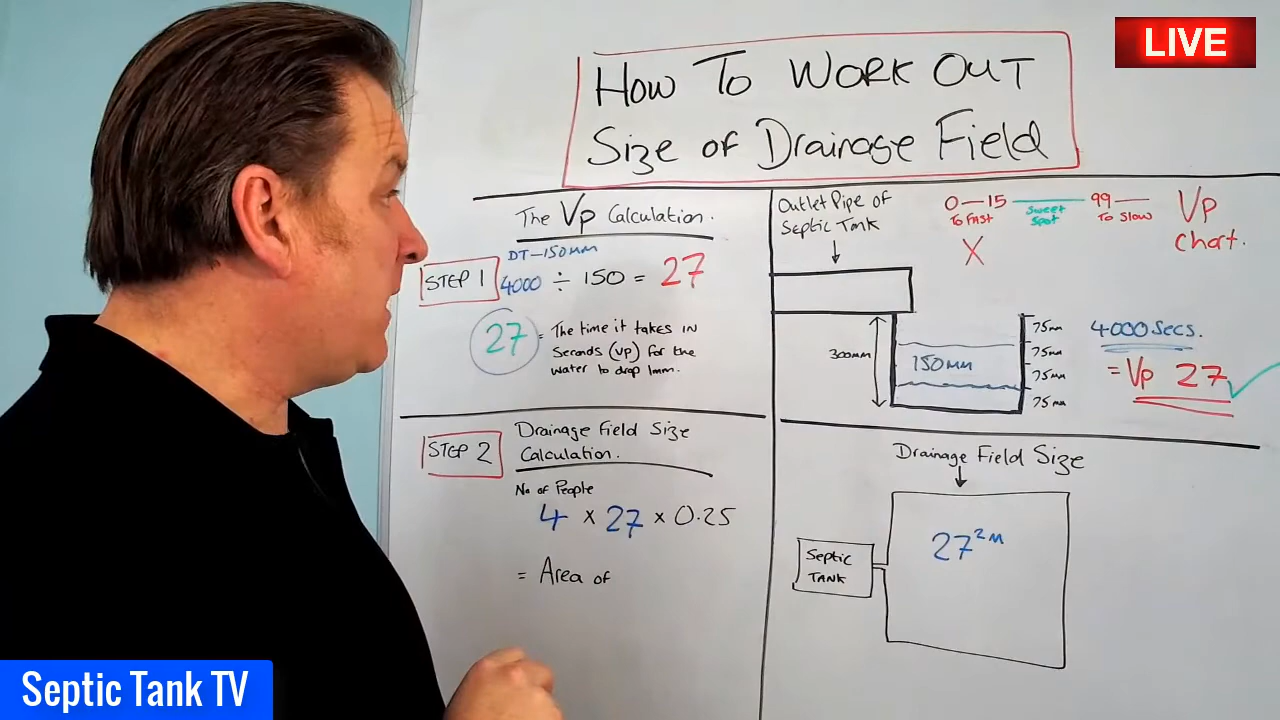 LIVE
How To WORK OUT
Size of Drainage Field
The Vp Calculation.
DT-150mm
STEP 1
4000 ÷ 150 = 27
27 = The time it takes IN
Seconds (Vp) for the
water to drop 1mm.
Outlet Pipe of
Septic Tank
0-15
To Fast
X
Sweet
Spot
99
To Slow
Vp
chart.
300mm
150mm
75mm
75mm
75mm
75mm
4000 Secs.
= Vp 27
STEP 2
Drainage Field Size
Calculation.
No of People
4 x 27 x 0.25
= Area of
Drainage Field Size
27²ᴹ
Septic
TANK
Septic Tank TV